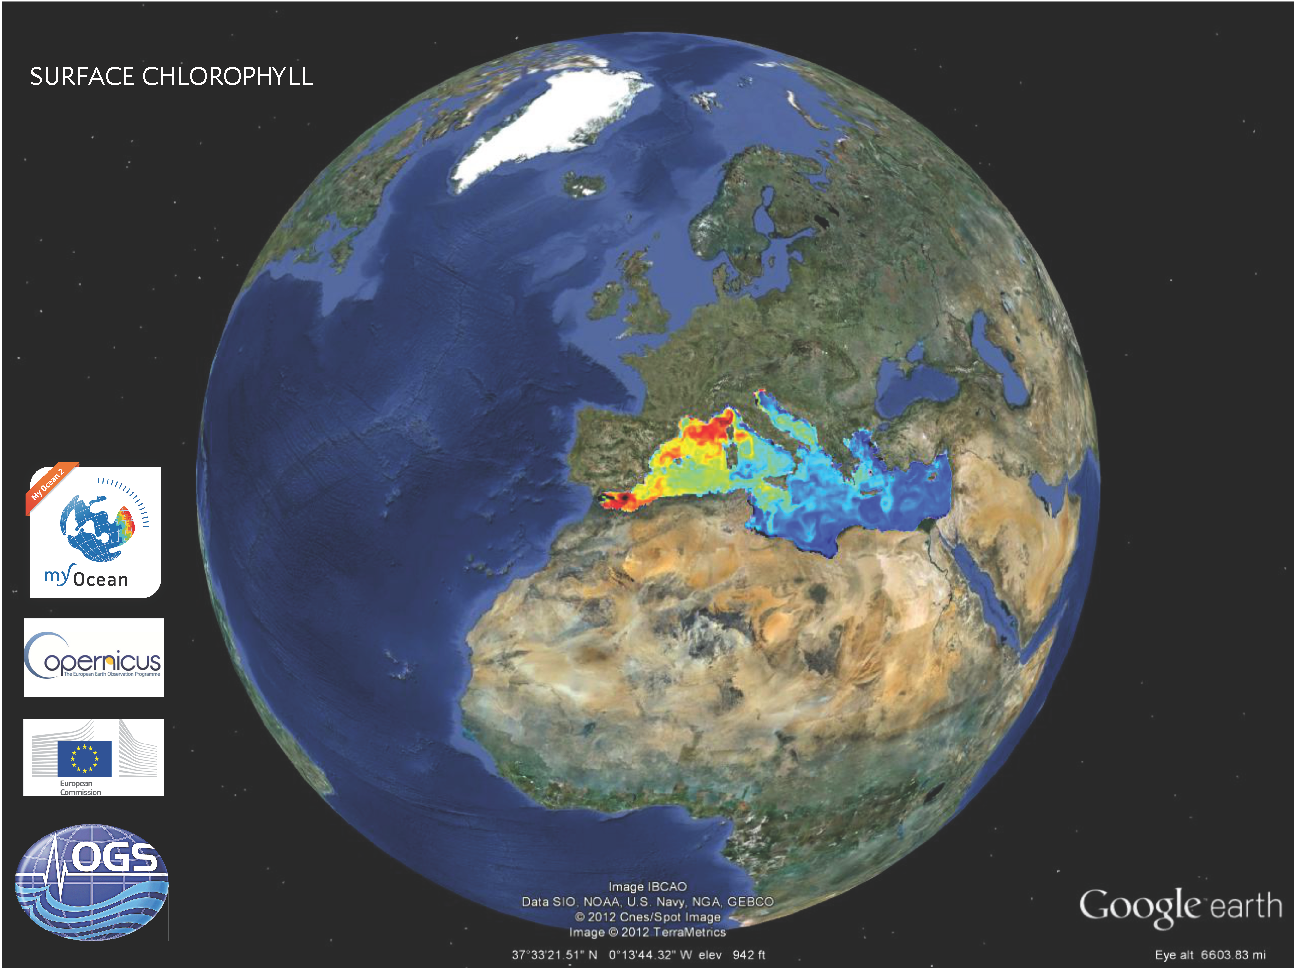 SURFACE CHLOROPHYLL
My Ocean 2
myOcean
Copernicus
The European Earth Observation Programme
European
Commission
OGS
Image IBCAO
Data SIO, NOAA, U.S. Navy, NGA, GEBCO
© 2012 Cnes/Spot Image
Image © 2012 TerraMetrics
37°33'21.51" N 0°13'44.32" W elev 942 ft
Google earth
Eye alt 6603.83 mi